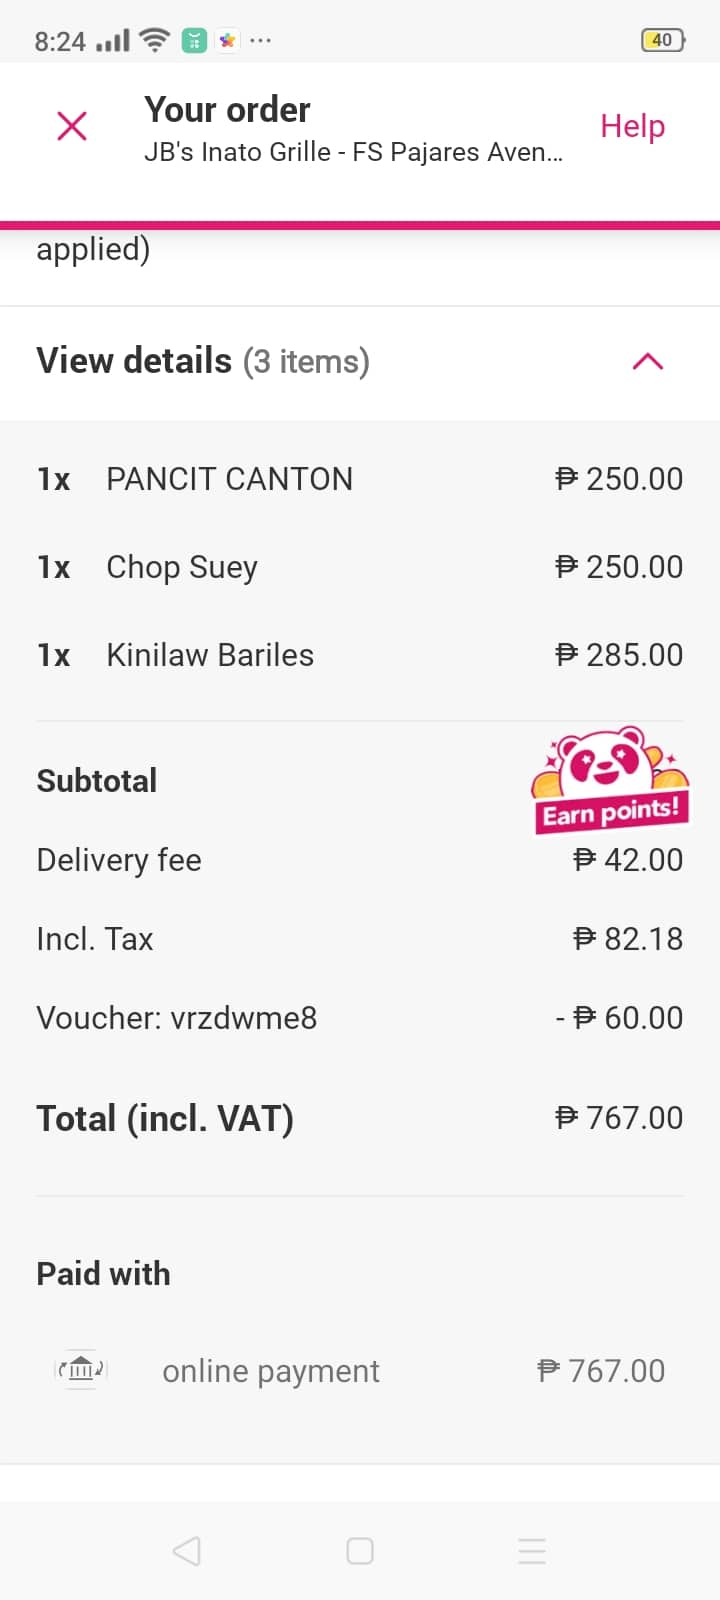 8:24
40
Your order
JB's Inato Grille - FS Pajares Aven...
Help
applied)
View details (3 items)
1x PANCIT CANTON ₱ 250.00
1x Chop Suey ₱ 250.00
1x Kinilaw Bariles ₱ 285.00
Subtotal
Earn points!
Delivery fee ₱ 42.00
Incl. Tax ₱ 82.18
Voucher: vrzdwme8 - ₱ 60.00
Total (incl. VAT) ₱ 767.00
Paid with
online payment ₱ 767.00